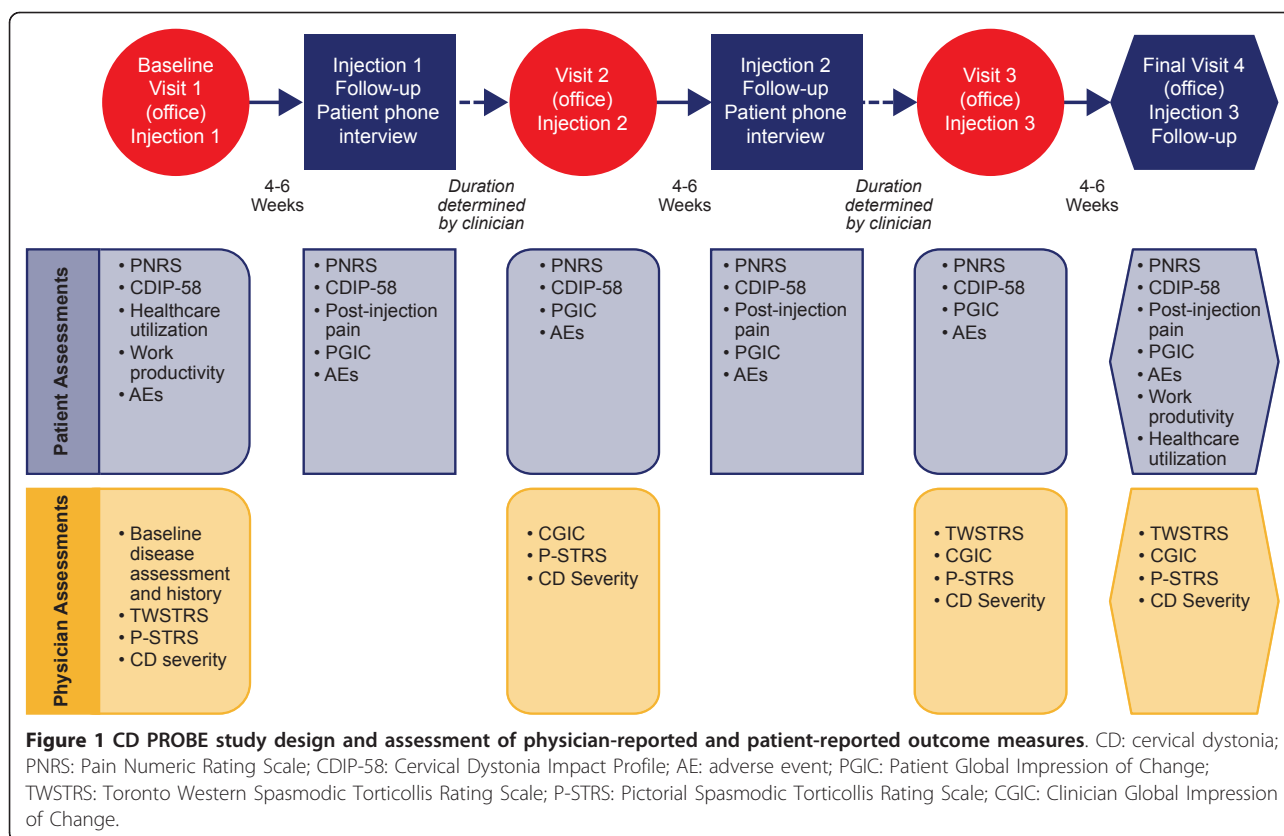 Baseline
Visit 1
(office)
Injection 1
Injection 1
Follow-up
Patient phone
interview
Visit 2
(office)
Injection 2
Injection 2
Follow-up
Patient phone
interview
Visit 3
(office)
Injection 3
Final Visit 4
(office)
Injection 3
Follow-up
4-6
Weeks
Duration
determined
by clinician
4-6
Weeks
Duration
determined
by clinician
4-6
Weeks
Patient Assessments
• PNRS
• CDIP-58
• Healthcare
utilization
• Work
productivity
• AEs
• PNRS
• CDIP-58
• Post-injection
pain
• PGIC
• AEs
• PNRS
• CDIP-58
• PGIC
• AEs
• PNRS
• CDIP-58
• Post-injection
pain
• PGIC
• AEs
• PNRS
• CDIP-58
• PGIC
• AEs
• PNRS
• CDIP-58
• Post-injection
pain
• PGIC
• AEs
• Work
produtivity
• Healthcare
utilization
Physician Assessments
• Baseline
disease
assessment
and history
• TWSTRS
• P-STRS
• CD severity
• CGIC
• P-STRS
• CD Severity
• TWSTRS
• CGIC
• P-STRS
• CD Severity
• TWSTRS
• CGIC
• P-STRS
• CD Severity
Figure 1 CD PROBE study design and assessment of physician-reported and patient-reported outcome measures. CD: cervical dystonia;
PNRS: Pain Numeric Rating Scale; CDIP-58: Cervical Dystonia Impact Profile; AE: adverse event; PGIC: Patient Global Impression of Change;
TWSTRS: Toronto Western Spasmodic Torticollis Rating Scale; P-STRS: Pictorial Spasmodic Torticollis Rating Scale; CGIC: Clinician Global Impression
of Change.